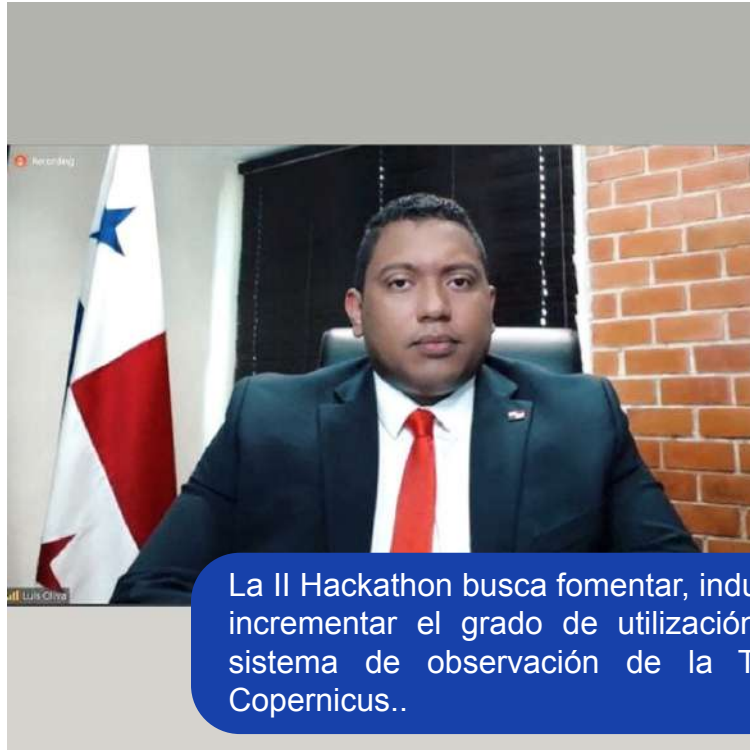 Recording
Luis Oliva
La II Hackathon busca fomentar, indu
incrementar el grado de utilización
sistema de observación de la T
Copernicus..